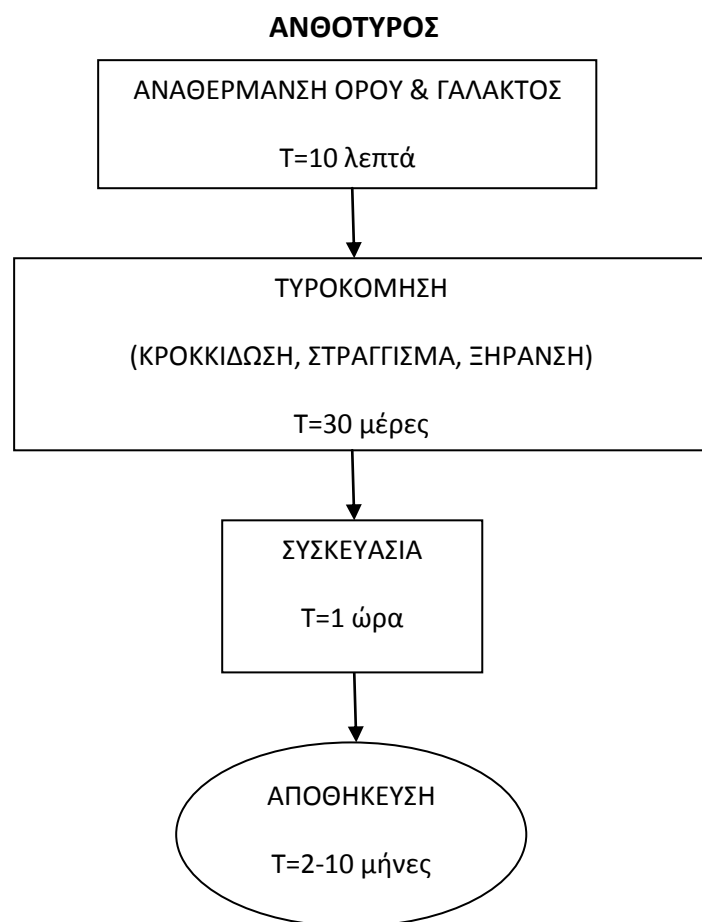 ΑΝΘΟΤΥΡΟΣ
ΑΝΑΘΕΡΜΑΝΣΗ ΟΡΟΥ & ΓΑΛΑΚΤΟΣ
Τ=10 λεπτά
ΤΥΡΟΚΟΜΗΣΗ
(ΚΡΟΚΚΙΔΩΣΗ, ΣΤΡΑΓΓΙΣΜΑ, ΞΗΡΑΝΣΗ)
Τ=30 μέρες
ΣΥΣΚΕΥΑΣΙΑ
Τ=1 ώρα
ΑΠΟΘΗΚΕΥΣΗ
Τ=2-10 μήνες